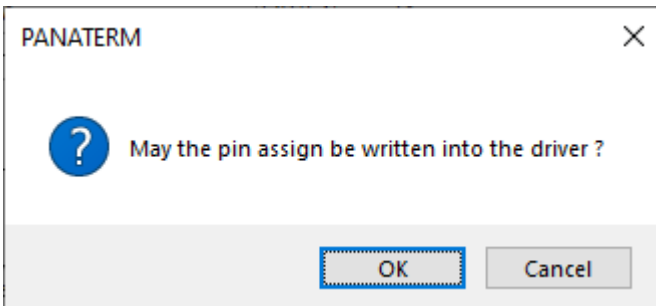 PANATERM
May the pin assign be written into the driver ?
OK
Cancel